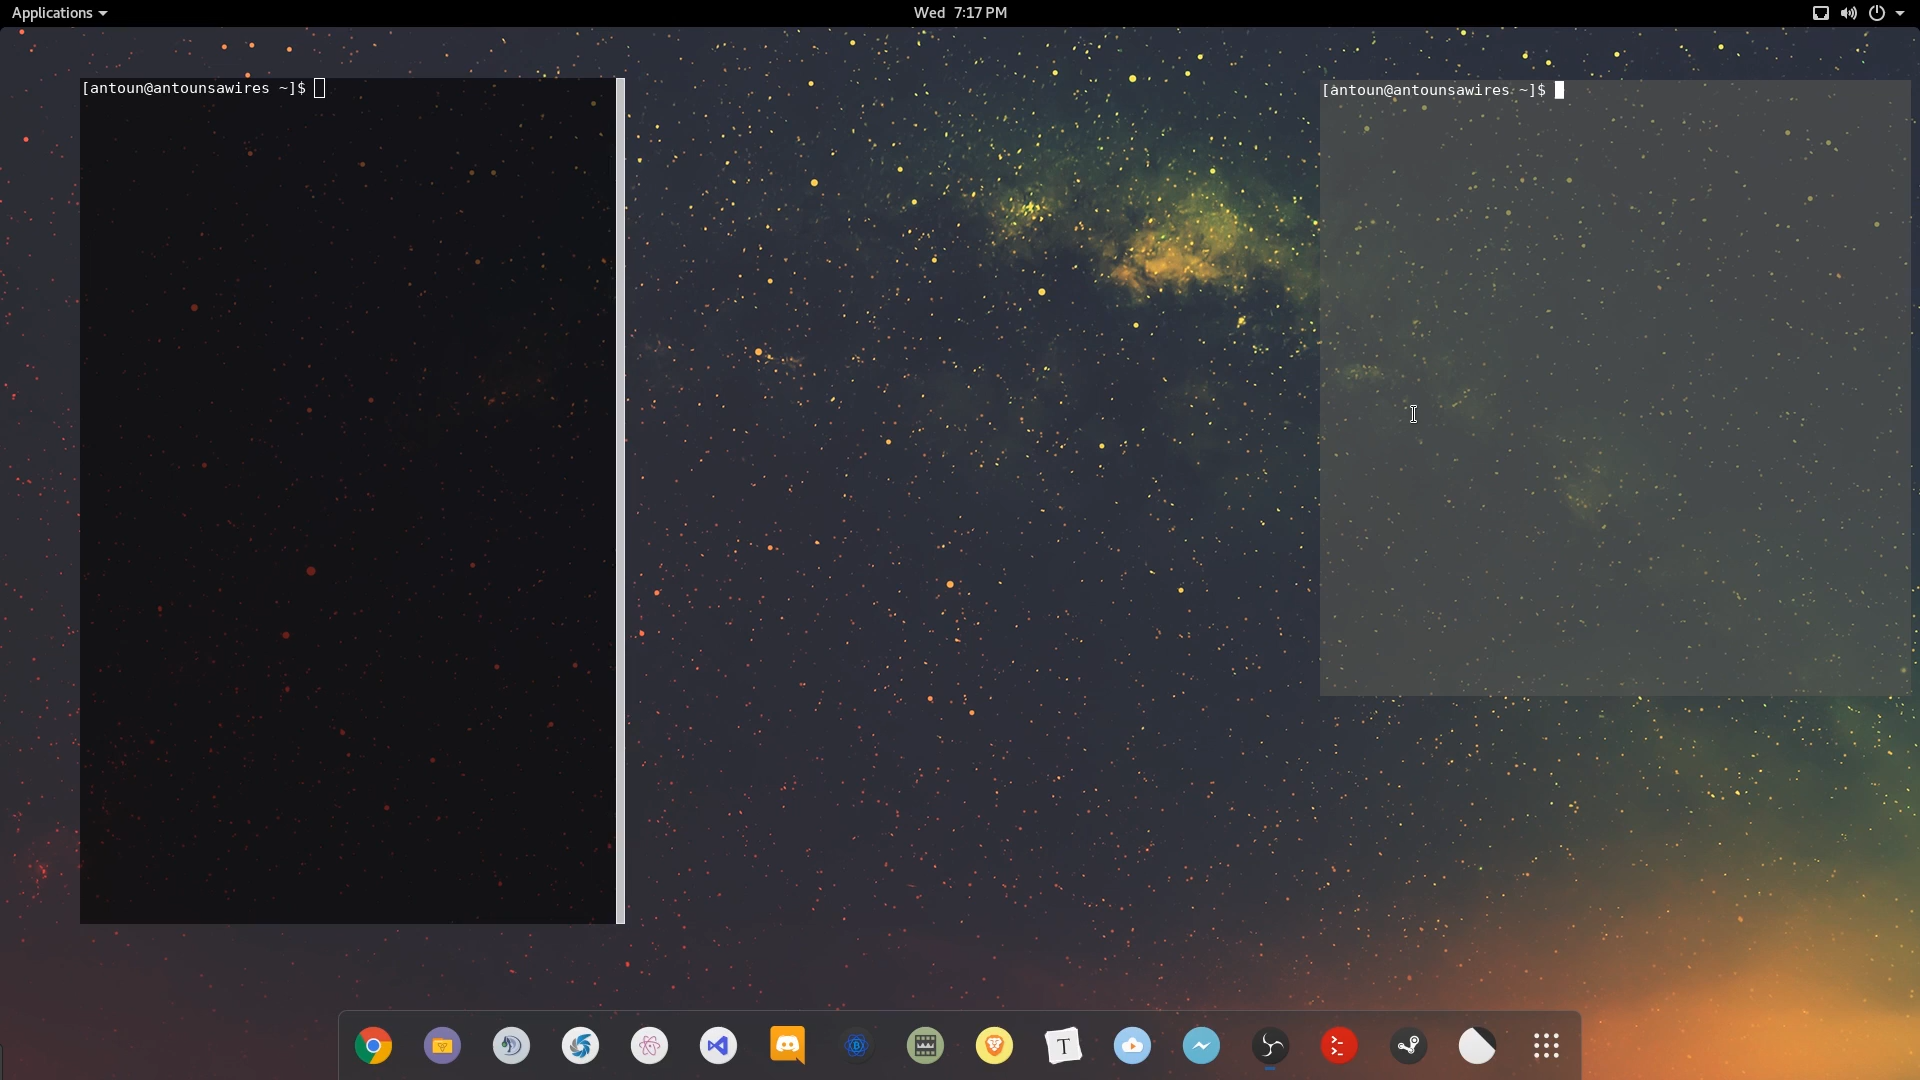 Applications
Wed 7:17 PM
[antoun@antounsawires ~]$
[antoun@antounsawires ~]$
T